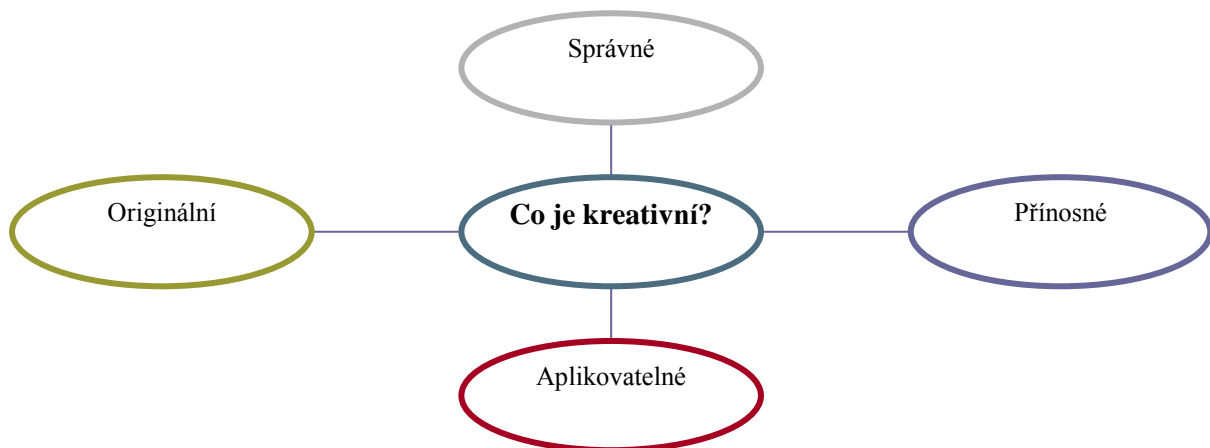 Správné
Originální
Co je kreativní?
Přínosné
Aplikovatelné